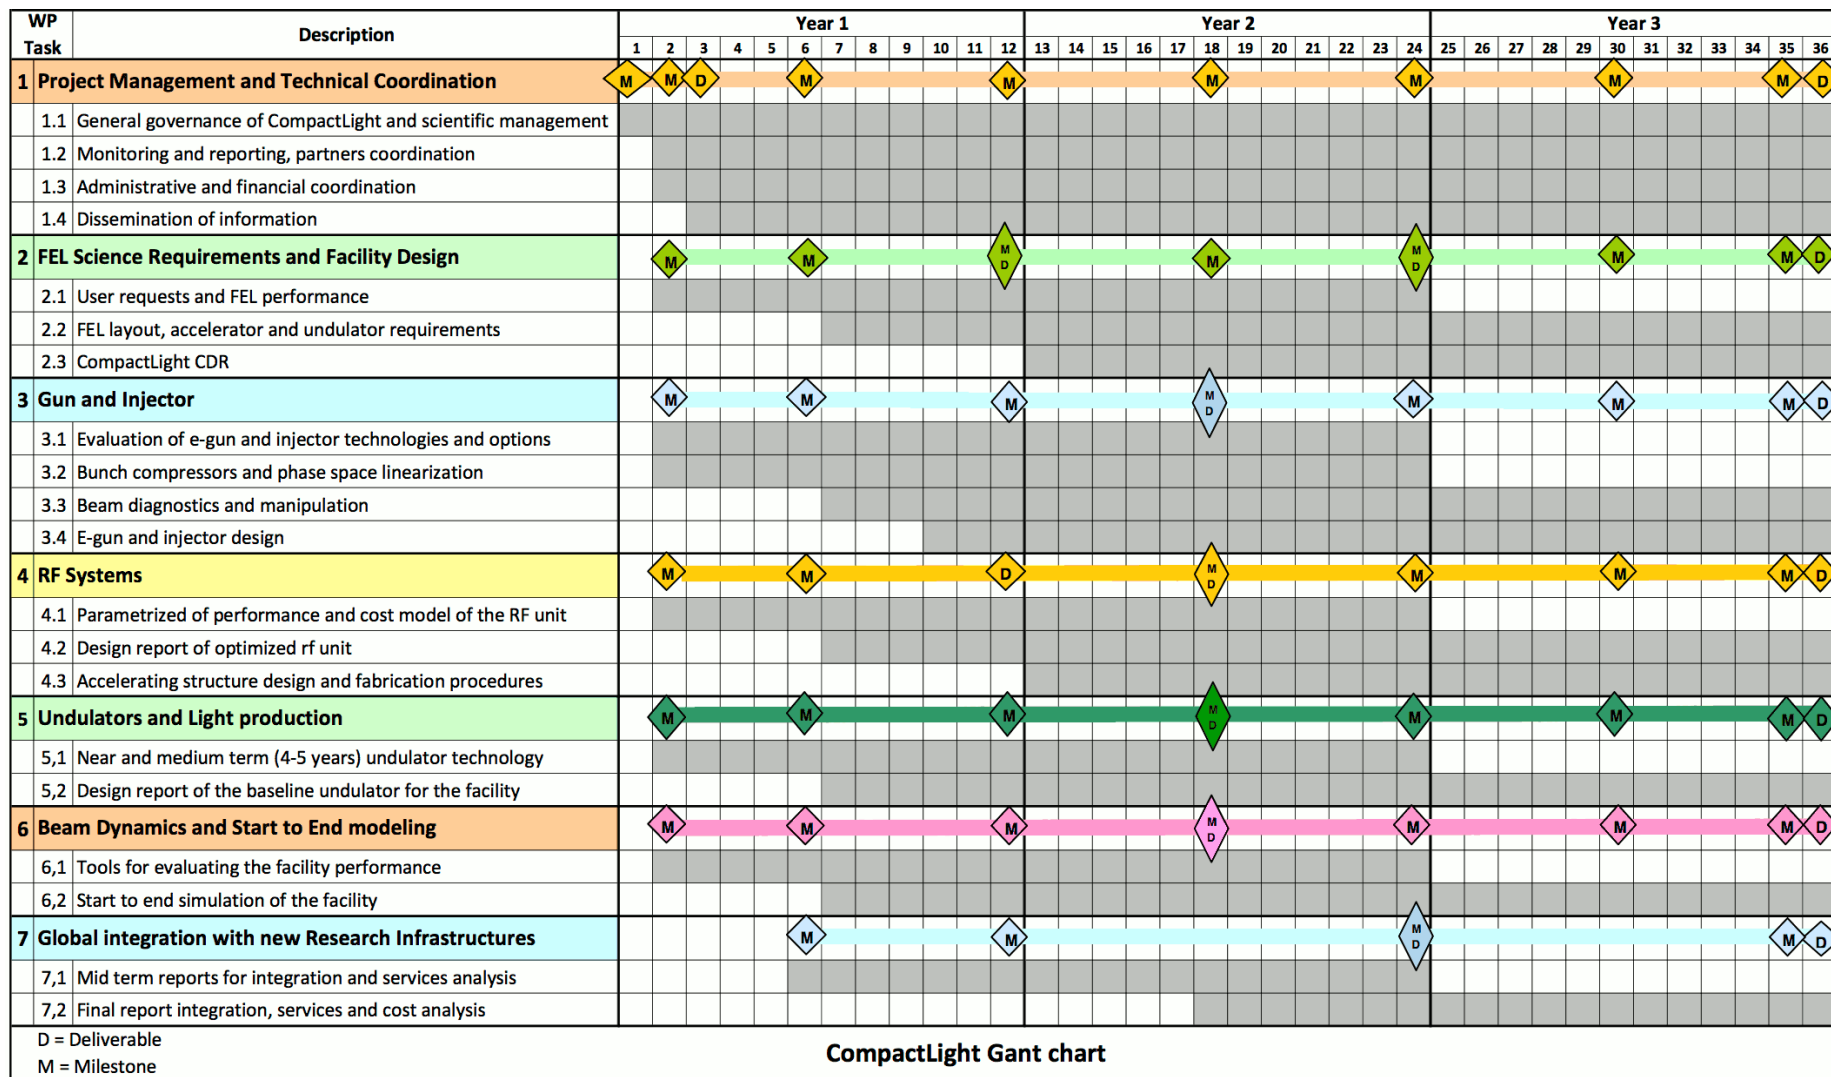 WP Task Description Year 1 Year 2 Year 3
1 2 3 4 5 6 7 8 9 10 11 12 13 14 15 16 17 18 19 20 21 22 23 24 25 26 27 28 29 30 31 32 33 34 35 36
1 Project Management and Technical Coordination M M D M M M M M M D
1.1 General governance of CompactLight and scientific management
1.2 Monitoring and reporting, partners coordination
1.3 Administrative and financial coordination
1.4 Dissemination of information
2 FEL Science Requirements and Facility Design M M M D M M D M M D
2.1 User requests and FEL performance
2.2 FEL layout, accelerator and undulator requirements
2.3 CompactLight CDR
3 Gun and Injector M M M M D M M M D
3.1 Evaluation of e-gun and injector technologies and options
3.2 Bunch compressors and phase space linearization
3.3 Beam diagnostics and manipulation
3.4 E-gun and injector design
4 RF Systems M M D M D M M M D
4.1 Parametrized of performance and cost model of the RF unit
4.2 Design report of optimized rf unit
4.3 Accelerating structure design and fabrication procedures
5 Undulators and Light production M M M M D M M M D
5,1 Near and medium term (4-5 years) undulator technology
5,2 Design report of the baseline undulator for the facility
6 Beam Dynamics and Start to End modeling M M M M D M M M D
6,1 Tools for evaluating the facility performance
6,2 Start to end simulation of the facility
7 Global integration with new Research Infrastructures M M M D M D
7,1 Mid term reports for integration and services analysis
7,2 Final report integration, services and cost analysis
D = Deliverable
M = Milestone
CompactLight Gant chart